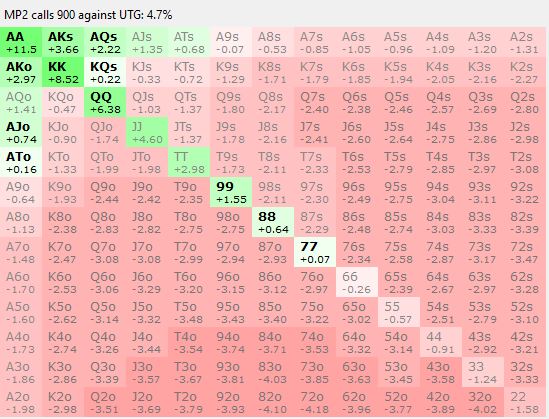 MP2 calls 900 against UTG: 4.7%
AA AKs AQs AJs ATs A9s A8s A7s A6s A5s A4s A3s A2s
+11.5 +3.66 +2.22 +1.35 +0.68 -0.07 -0.53 -0.85 -1.05 -0.96 -1.09 -1.20 -1.31
AKo KK KQs KJs KTs K9s K8s K7s K6s K5s K4s K3s K2s
+2.97 +8.52 +0.22 -0.33 -0.72 -1.29 -1.71 -1.79 -1.85 -1.94 -2.05 -2.16 -2.27
AQo KQo QQ QJs QTs Q9s Q8s Q7s Q6s Q5s Q4s Q3s Q2s
+1.41 -0.47 +6.38 -1.03 -1.37 -1.80 -2.17 -2.40 -2.38 -2.46 -2.57 -2.69 -2.80
AJo KJo QJo JJ JTs J9s J8s J7s J6s J5s J4s J3s J2s
+0.74 -0.90 -1.74 +4.60 -1.37 -1.78 -2.16 -2.41 -2.60 -2.64 -2.75 -2.86 -2.98
ATo KTo QTo JTo TT T9s T8s T7s T6s T5s T4s T3s T2s
+0.16 -1.33 -1.99 -1.98 +2.98 -1.73 -2.11 -2.33 -2.53 -2.79 -2.85 -2.97 -3.08
A9o K9o Q9o J9o T9o 99 98s 97s 96s 95s 94s 93s 92s
-0.64 -1.93 -2.44 -2.42 -2.35 +1.55 -2.11 -2.30 -2.49 -2.75 -3.04 -3.11 -3.22
A8o K8o Q8o J8o T8o 98o 88 87s 86s 85s 84s 83s 82s
-1.13 -2.38 -2.83 -2.82 -2.75 -2.75 +0.64 -2.29 -2.48 -2.74 -3.03 -3.33 -3.39
A7o K7o Q7o J7o T7o 97o 87o 77 76s 75s 74s 73s 72s
-1.48 -2.47 -3.08 -3.08 -2.99 -2.94 -2.93 +0.07 -2.34 -2.58 -2.87 -3.17 -3.47
A6o K6o Q6o J6o T6o 96o 86o 76o 66 65s 64s 63s 62s
-1.70 -2.53 -3.06 -3.29 -3.20 -3.15 -3.12 -2.97 -0.26 -2.39 -2.67 -2.97 -3.28
A5o K5o Q5o J5o T5o 95o 85o 75o 65o 55 54s 53s 52s
-1.60 -2.62 -3.14 -3.32 -3.48 -3.43 -3.40 -3.22 -3.02 -0.57 -2.51 -2.79 -3.10
A4o K4o Q4o J4o T4o 94o 84o 74o 64o 54o 44 43s 42s
-1.73 -2.74 -3.26 -3.44 -3.54 -3.74 -3.71 -3.53 -3.32 -3.14 -0.91 -2.92 -3.21
A3o K3o Q3o J3o T3o 93o 83o 73o 63o 53o 43o 33 32s
-1.86 -2.86 -3.39 -3.57 -3.67 -3.81 -4.03 -3.85 -3.63 -3.45 -3.58 -1.24 -3.33
A2o K2o Q2o J2o T2o 92o 82o 72o 62o 52o 42o 32o 22
-1.98 -2.98 -3.51 -3.69 -3.79 -3.93 -4.10 -4.18 -3.96 -3.77 -3.89 -4.02 -1.58